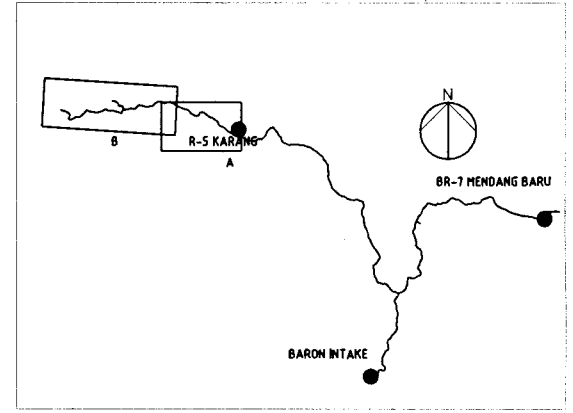 N
B
R-5 KARANG
A
BR-7 MENDANG BARU
BARON INTAKE